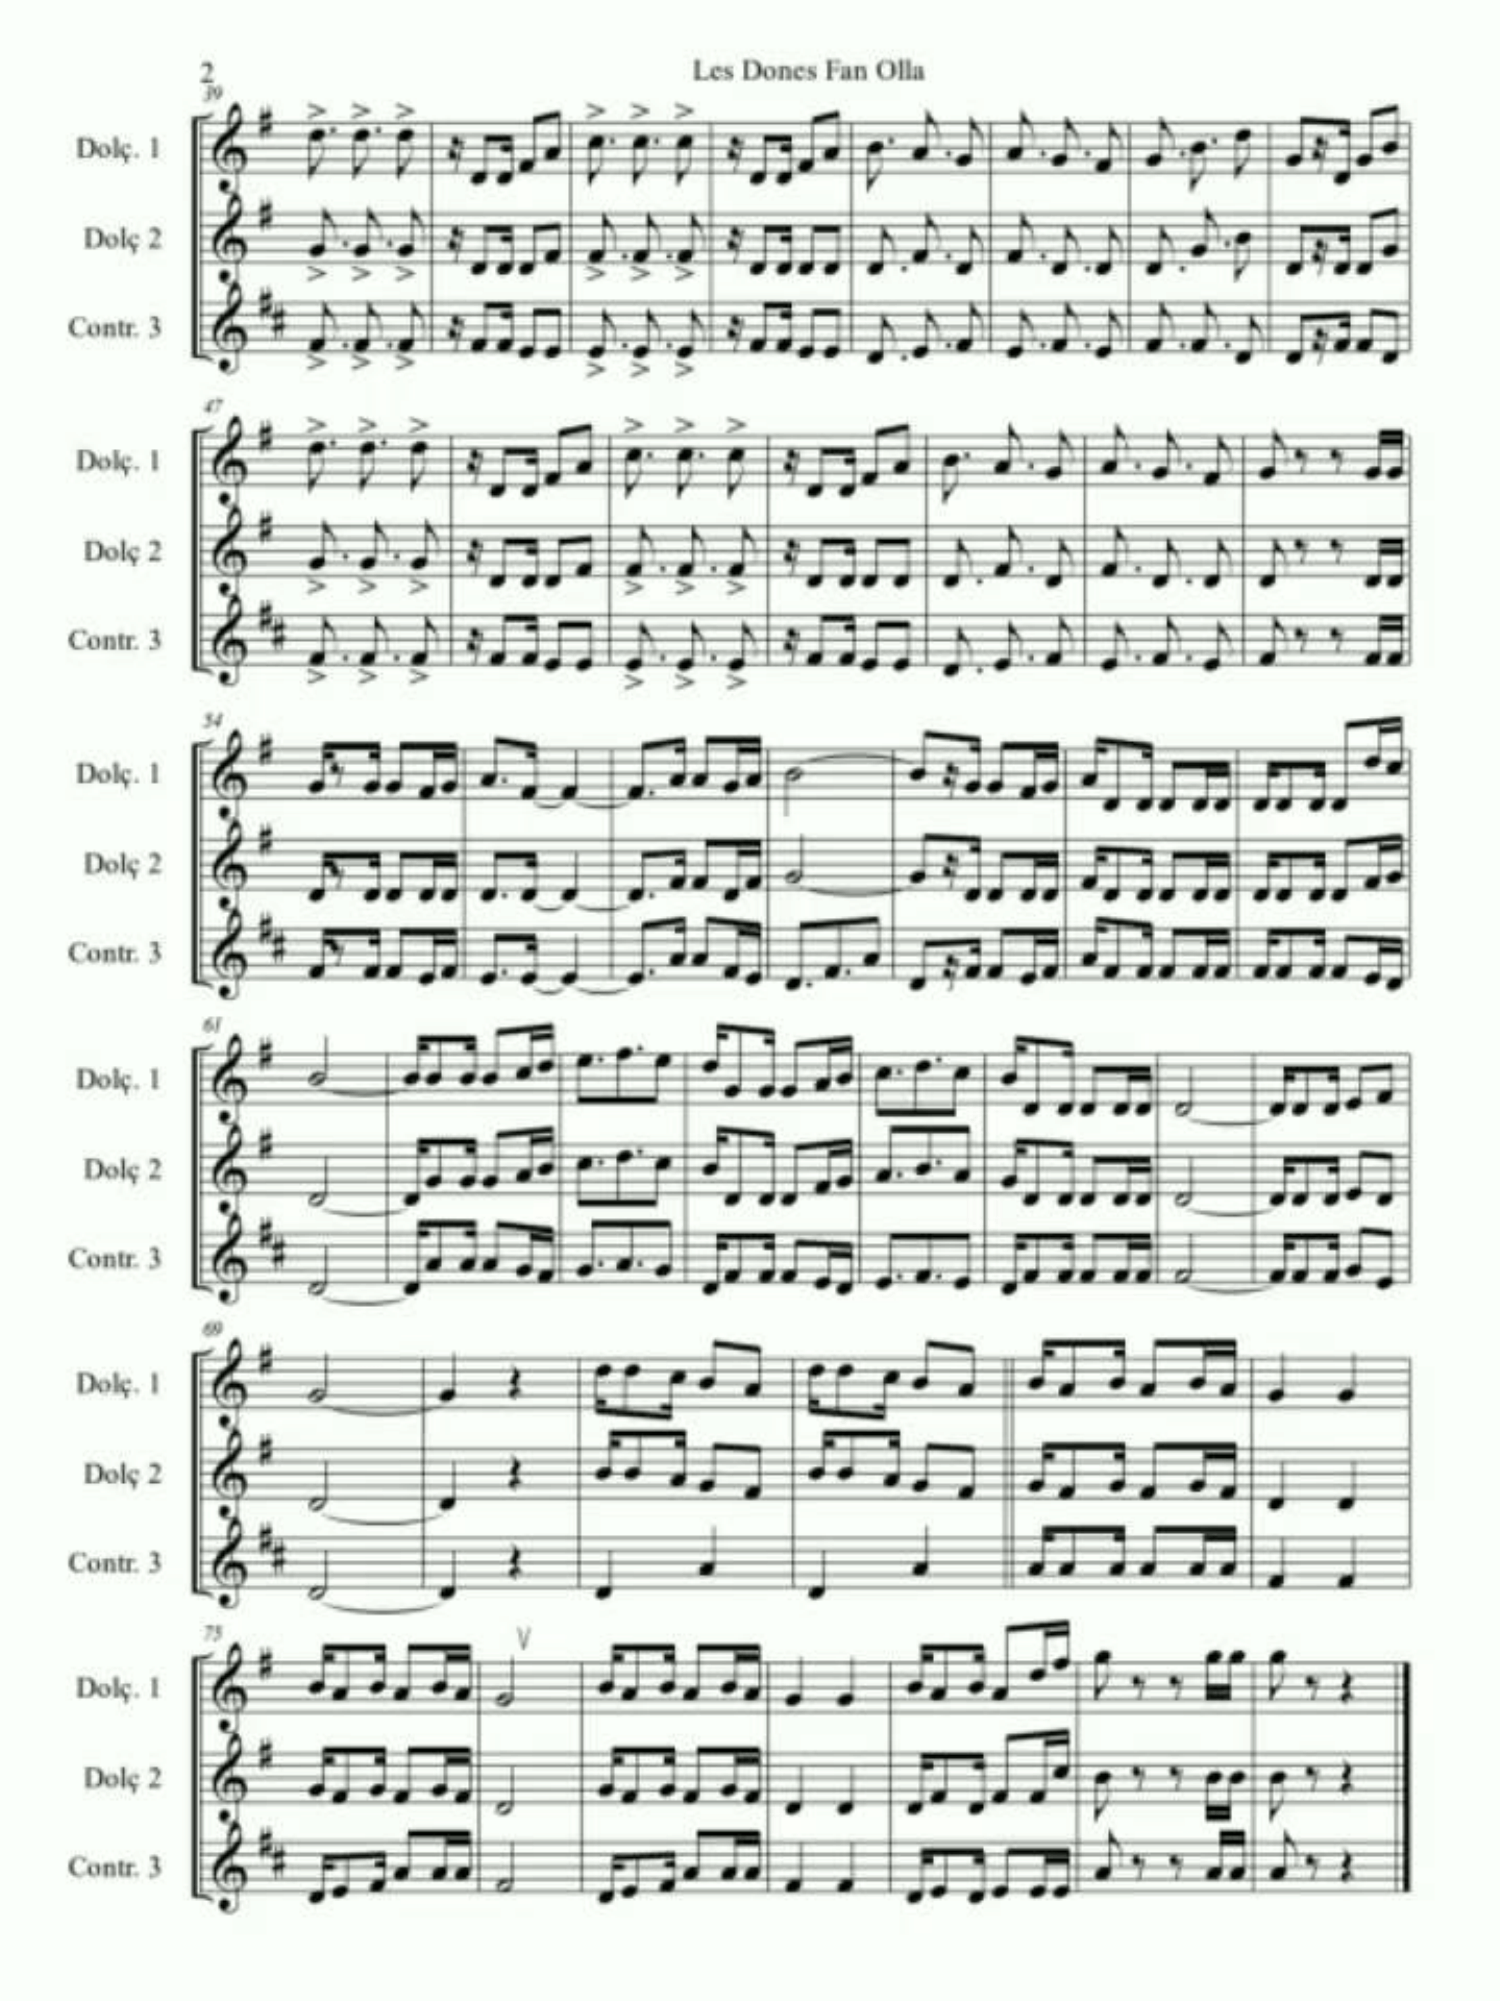 2
Les Dones Fan Olla
39
Dolç. 1
Dolç 2
Contr. 3
47
Dolç. 1
Dolç 2
Contr. 3
54
Dolç. 1
Dolç 2
Contr. 3
61
Dolç. 1
Dolç 2
Contr. 3
69
Dolç. 1
Dolç 2
Contr. 3
75
Dolç. 1
Dolç 2
Contr. 3